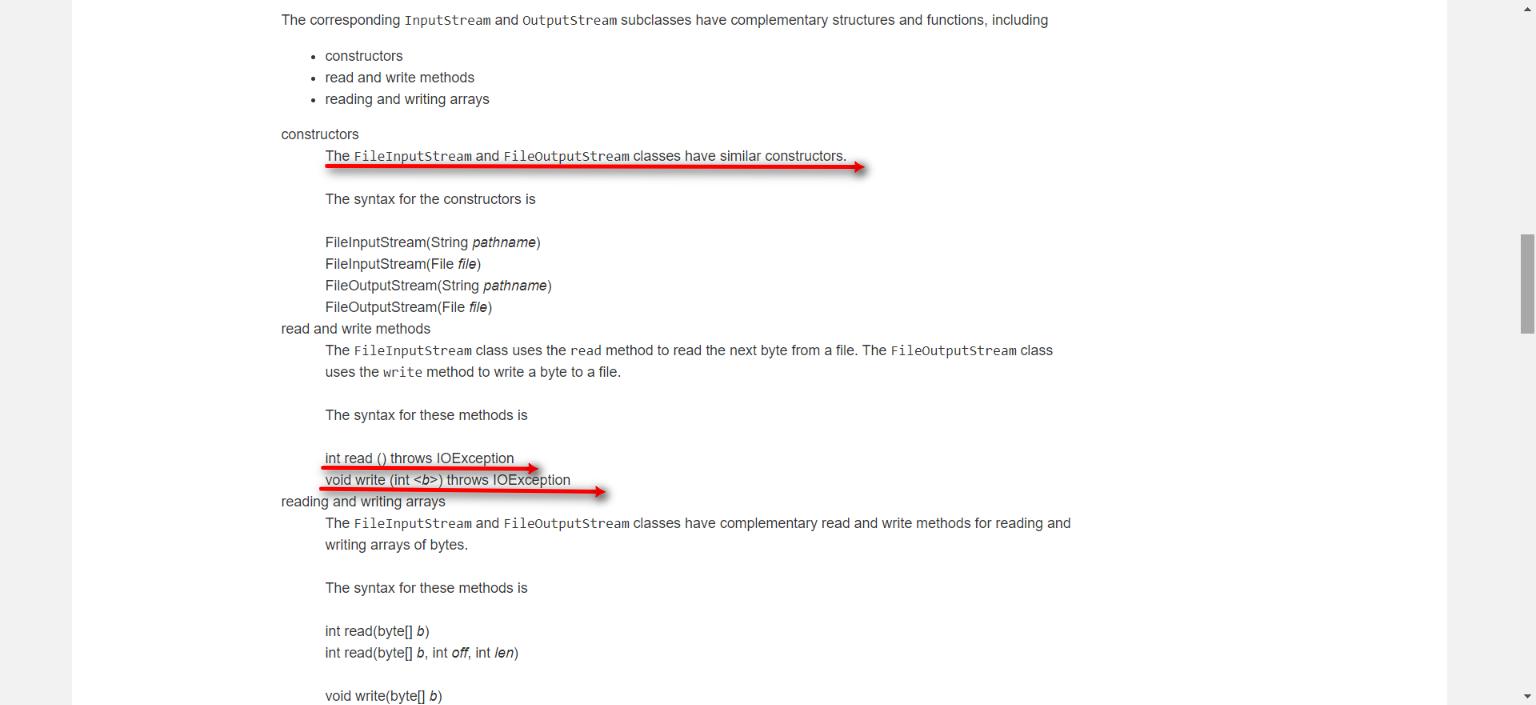 The corresponding InputStream and OutputStream subclasses have complementary structures and functions, including
• constructors
• read and write methods
• reading and writing arrays
constructors
The FileInputStream and FileOutputStream classes have similar constructors.
The syntax for the constructors is
FileInputStream(String pathname)
FileInputStream(File file)
FileOutputStream(String pathname)
FileOutputStream(File file)
read and write methods
The FileInputStream class uses the read method to read the next byte from a file. The FileOutputStream class
uses the write method to write a byte to a file.
The syntax for these methods is
int read () throws IOException
void write (int <b>) throws IOException
reading and writing arrays
The FileInputStream and FileOutputStream classes have complementary read and write methods for reading and
writing arrays of bytes.
The syntax for these methods is
int read(byte[] b)
int read(byte[] b, int off, int len)
void write(byte[] b)